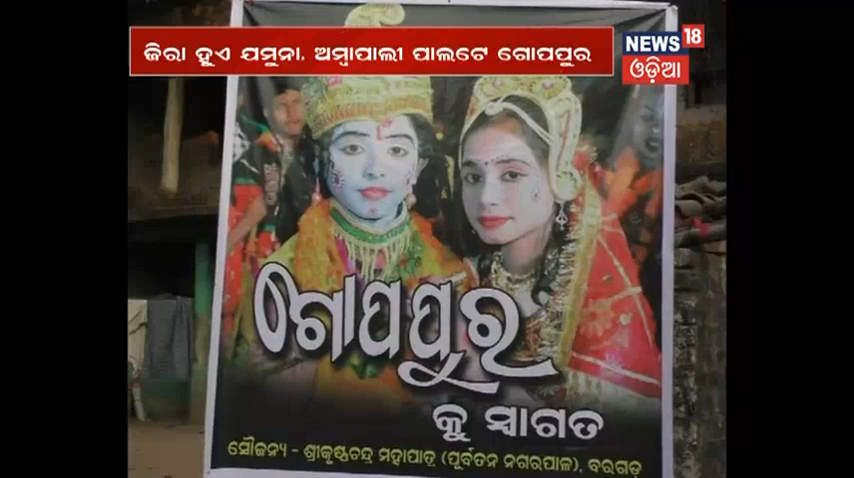 ଜିରା ହୁଏ ଯମୁନା, ଅମ୍ବାପାଲୀ ପାଲଟେ ଗୋପପୁର
NEWS 18
ଓଡ଼ିଆ
ଗୋପପୁର
କୁ ସ୍ୱାଗତ
ସୌଜନ୍ୟ - ଶ୍ରୀକୃଷ୍ଣଚନ୍ଦ୍ର ମହାପାତ୍ର (ପୂର୍ବତନ ନଗରପାଳ), ବରଗଡ଼